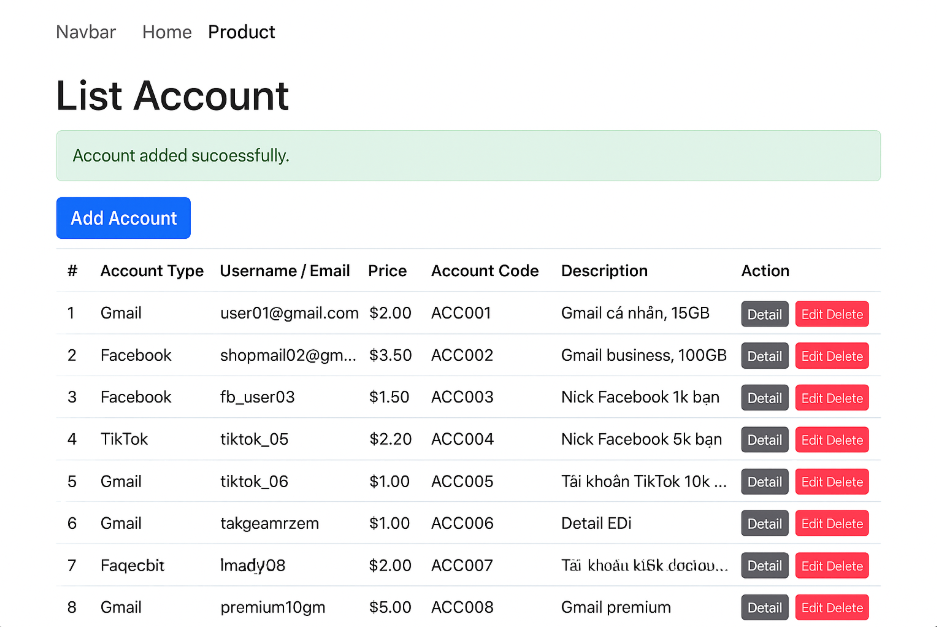 Navbar Home Product
List Account
Account added sucoessfully.
Add Account
# Account Type Username / Email Price Account Code Description Action
1 Gmail user01@gmail.com $2.00 ACC001 Gmail cá nhân, 15GB Detail Edit Delete
2 Facebook shopmail02@gm... $3.50 ACC002 Gmail business, 100GB Detail Edit Delete
3 Facebook fb_user03 $1.50 ACC003 Nick Facebook 1k bạn Detail Edit Delete
4 TikTok tiktok_05 $2.20 ACC004 Nick Facebook 5k bạn Detail Edit Delete
5 Gmail tiktok_06 $1.00 ACC005 Tài khoân TikTok 10k ... Detail Edit Delete
6 Gmail takgeamrzem $1.00 ACC006 Detail EDi Detail Edit Delete
7 Faqecbit lmady08 $2.00 ACC007 Detail Edit Delete
8 Gmail premium10gm $5.00 ACC008 Gmail premium Detail Edit Delete